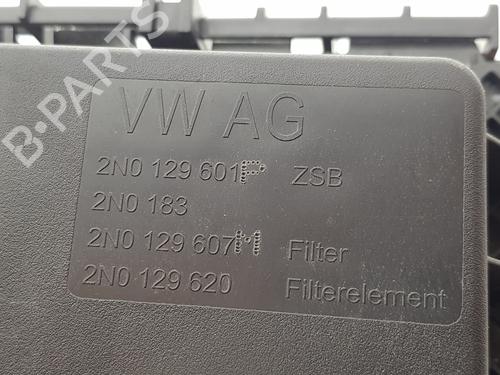 B-PARTS
VW AG
2N0 129 601P ZSB
2N0 183
2N0 129 607M Filter
2N0 129 620 Filterelement